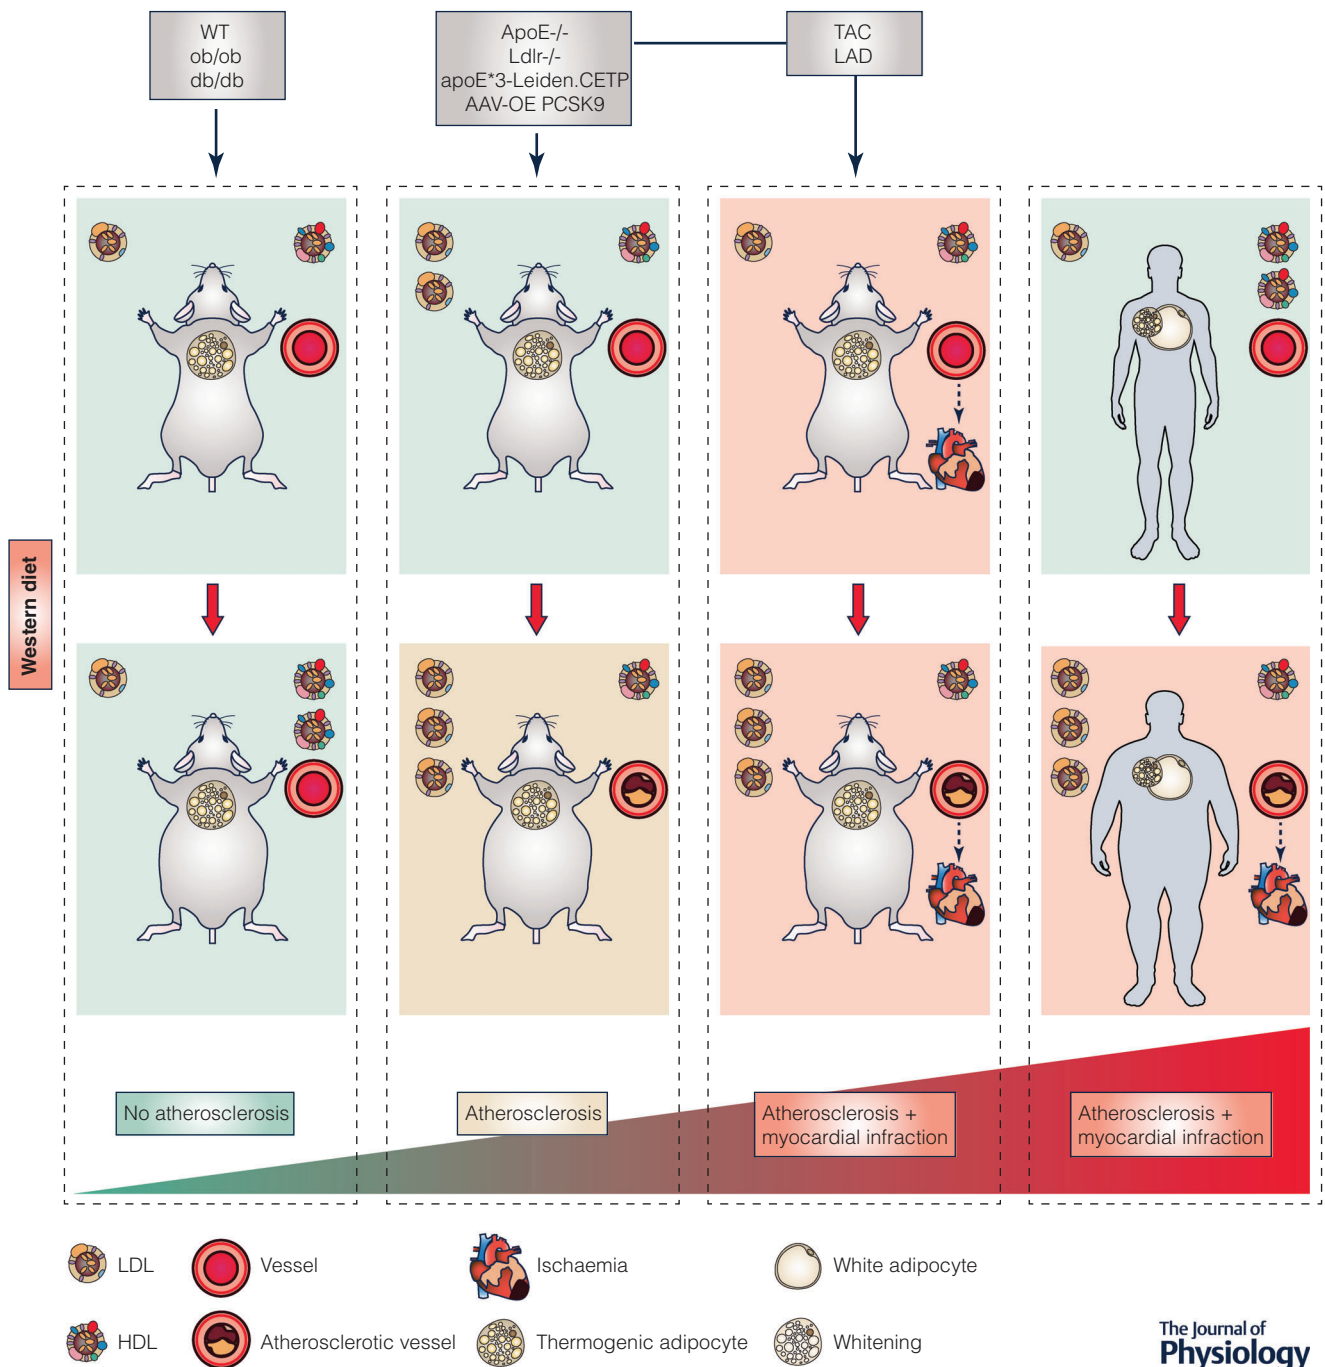 WT
ob/ob
db/db
ApoE-/-
Ldlr-/-
apoE*3-Leiden.CETP
AAV-OE PCSK9
TAC
LAD
Western diet
No atherosclerosis
Atherosclerosis
Atherosclerosis +
myocardial infraction
Atherosclerosis +
myocardial infraction
LDL
Vessel
Ischaemia
White adipocyte
HDL
Atherosclerotic vessel
Thermogenic adipocyte
Whitening
The Journal of
Physiology